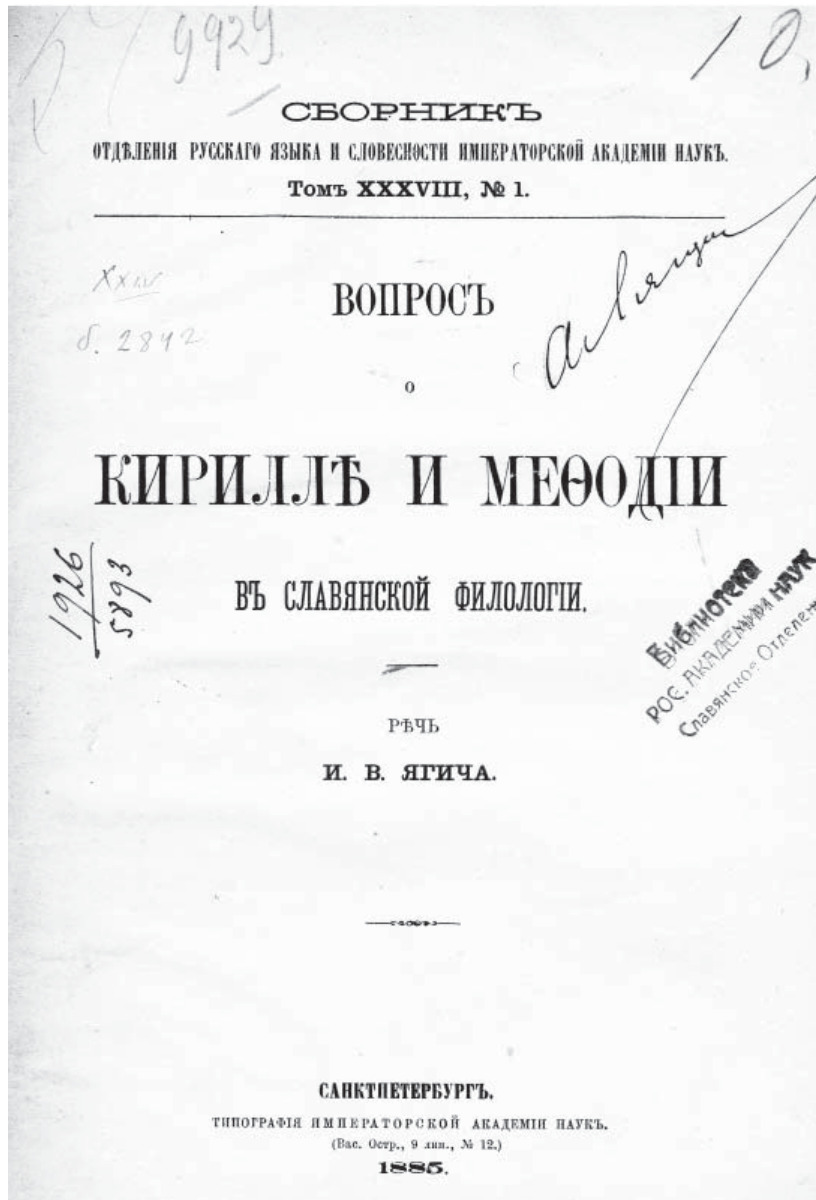 9929
10,
СБОРНИКЪ
ОТДѢЛЕНІЯ РУССКАГО ЯЗЫКА И СЛОВЕСНОСТИ ИМПЕРАТОРСКОЙ АКАДЕМІИ НАУКЪ.
Томъ XXXVIII, № 1.
ВОПРОСЪ
О
КИРИЛЛѢ И МЕѲОДІИ
ВЪ СЛАВЯНСКОЙ ФИЛОЛОГІИ.
1926
5893
Библиотека
РОС. АКАДЕМИИ НАУК
Славянское Отделен
РѢЧЬ
И. В. ЯГИЧА.
САНКТПЕТЕРБУРГЪ.
ТИПОГРАФІЯ ИМПЕРАТОРСКОЙ АКАДЕМІИ НАУКЪ.
(Вас. Остр., 9 лин., № 12.)
1885.